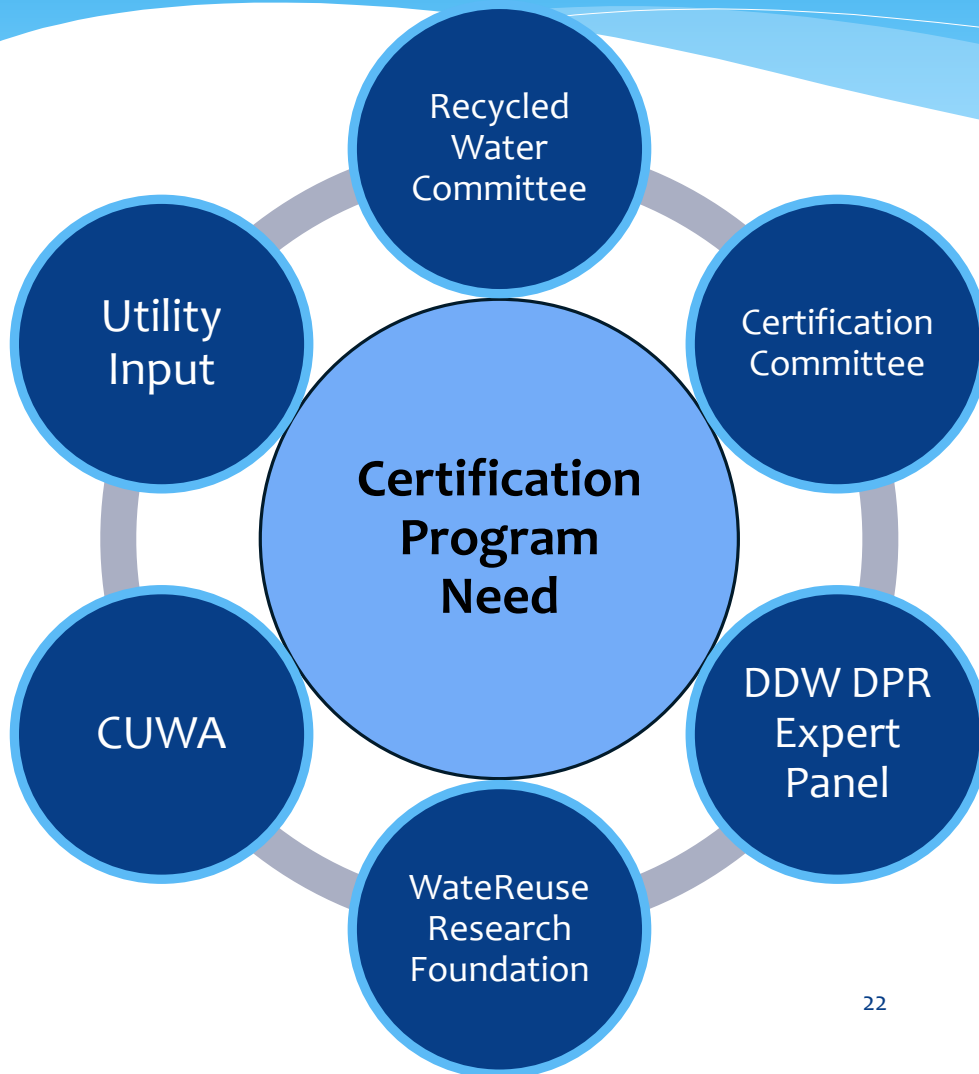 Recycled
Water
Committee
Utility
Input
Certification
Committee
Certification
Program
Need
CUWA
DDW DPR
Expert
Panel
WateReuse
Research
Foundation
22